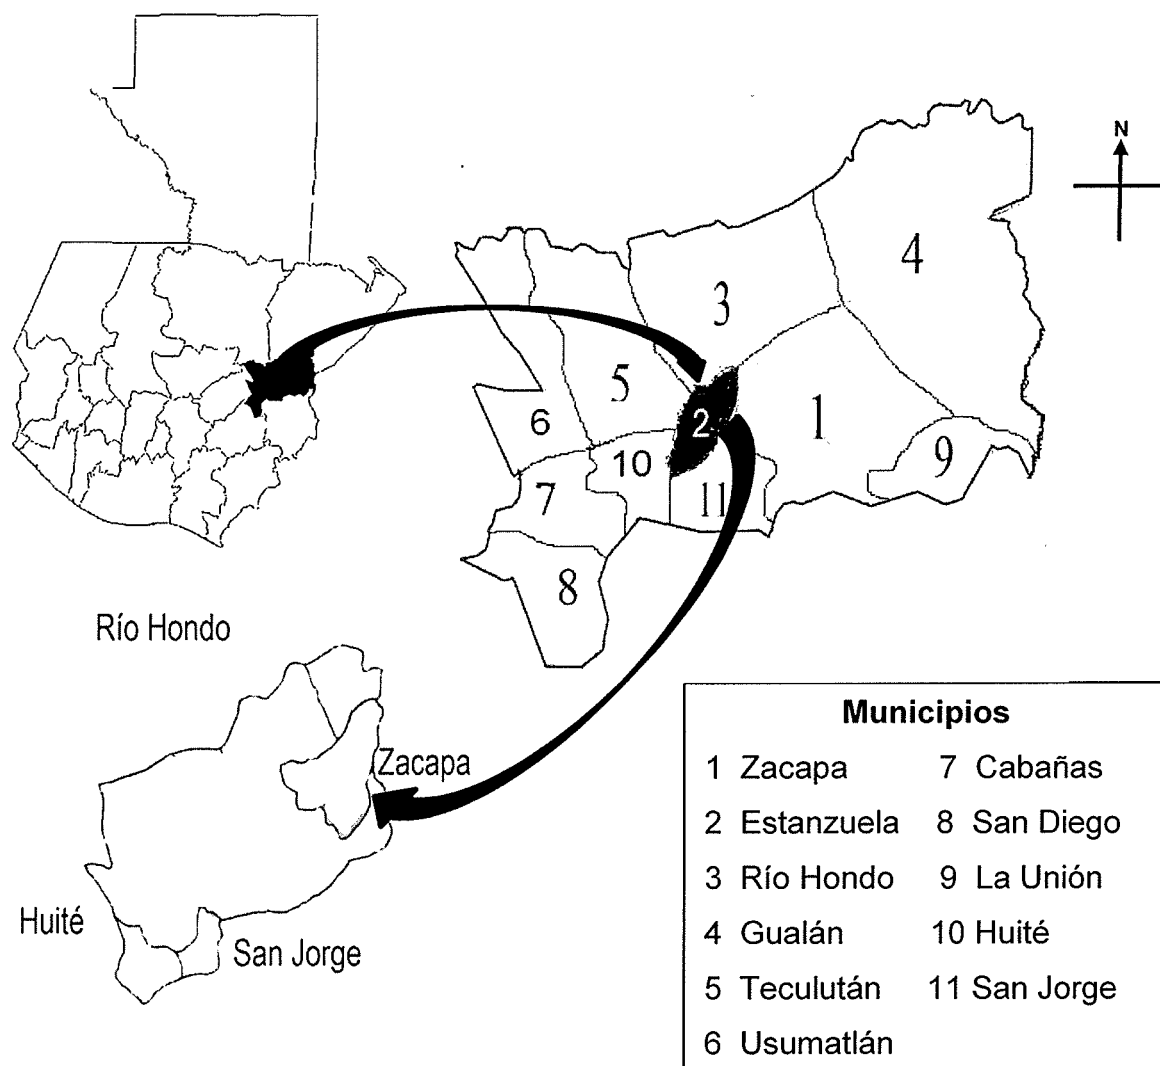 N
4
3
5
2
1
6
10
9
7
11
8
Río Hondo
Zacapa
Huité
San Jorge
Municipios
1 Zacapa 7 Cabañas
2 Estanzuela 8 San Diego
3 Río Hondo 9 La Unión
4 Gualán 10 Huité
5 Teculután 11 San Jorge
6 Usumatlán